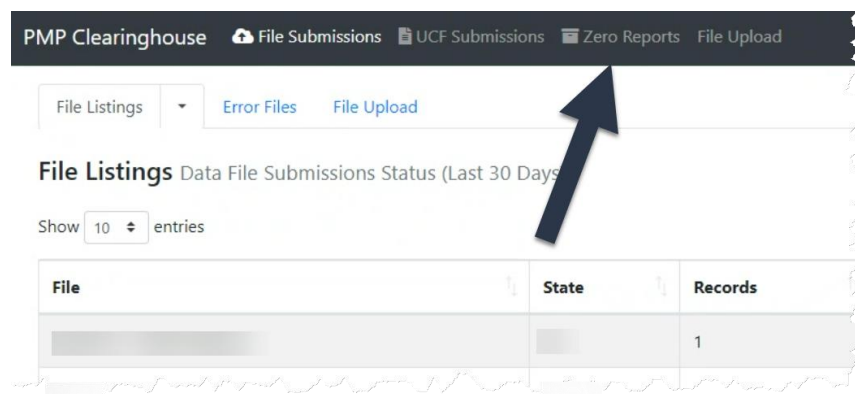 PMP Clearinghouse File Submissions UCF Submissions Zero Reports File Upload
File Listings Error Files File Upload
File Listings Data File Submissions Status (Last 30 Days
Show 10 entries
File State Records
1